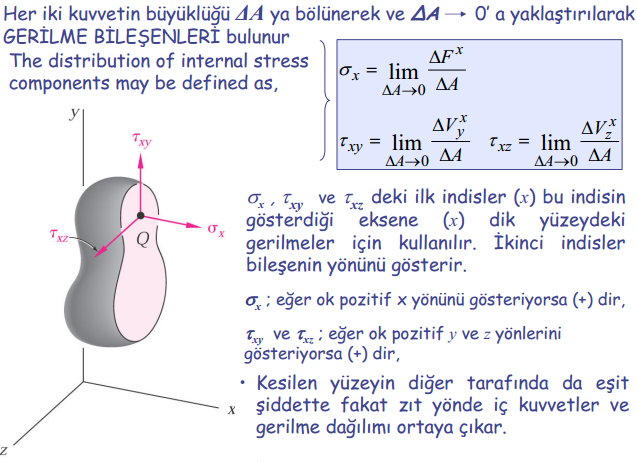 Her iki kuvvetin büyüklüğü ΔA ya bölünerek ve ΔA → 0' a yaklaştırılarak
GERİLME BİLEŞENLERİ bulunur
The distribution of internal stress
components may be defined as,
σx = lim ΔA→0 ΔF^x / ΔA
τxy = lim ΔA→0 ΔVy^x / ΔA   τxz = lim ΔA→0 ΔVz^x / ΔA
y
τxy
τxz
Q
σx
x
z
σx , τxy ve τxz deki ilk indisler (x) bu indisin
gösterdiği eksene (x) dik yüzeydeki
gerilmeler için kullanılır. İkinci indisler
bileşenin yönünü gösterir.
σx ; eğer ok pozitif x yönünü gösteriyorsa (+) dir,
τxy ve τxz ; eğer ok pozitif y ve z yönlerini
gösteriyorsa (+) dir,
• Kesilen yüzeyin diğer tarafında da eşit
şiddette fakat zıt yönde iç kuvvetler ve
gerilme dağılımı ortaya çıkar.